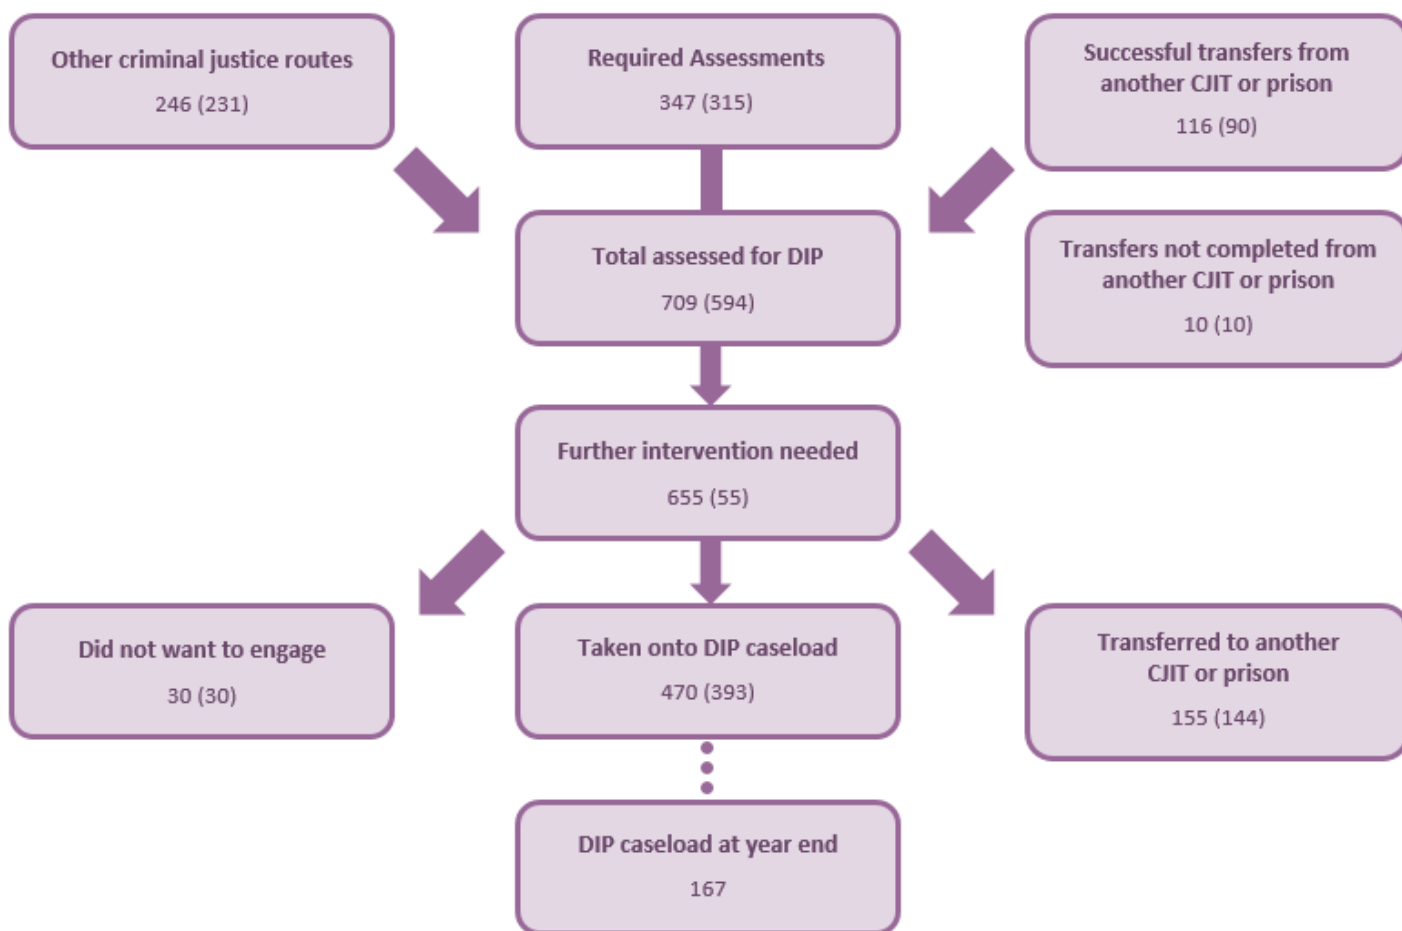 Other criminal justice routes
246 (231)
Required Assessments
347 (315)
Successful transfers from
another CJIT or prison
116 (90)
Total assessed for DIP
709 (594)
Transfers not completed from
another CJIT or prison
10 (10)
Further intervention needed
655 (55)
Did not want to engage
30 (30)
Taken onto DIP caseload
470 (393)
Transferred to another
CJIT or prison
155 (144)
DIP caseload at year end
167